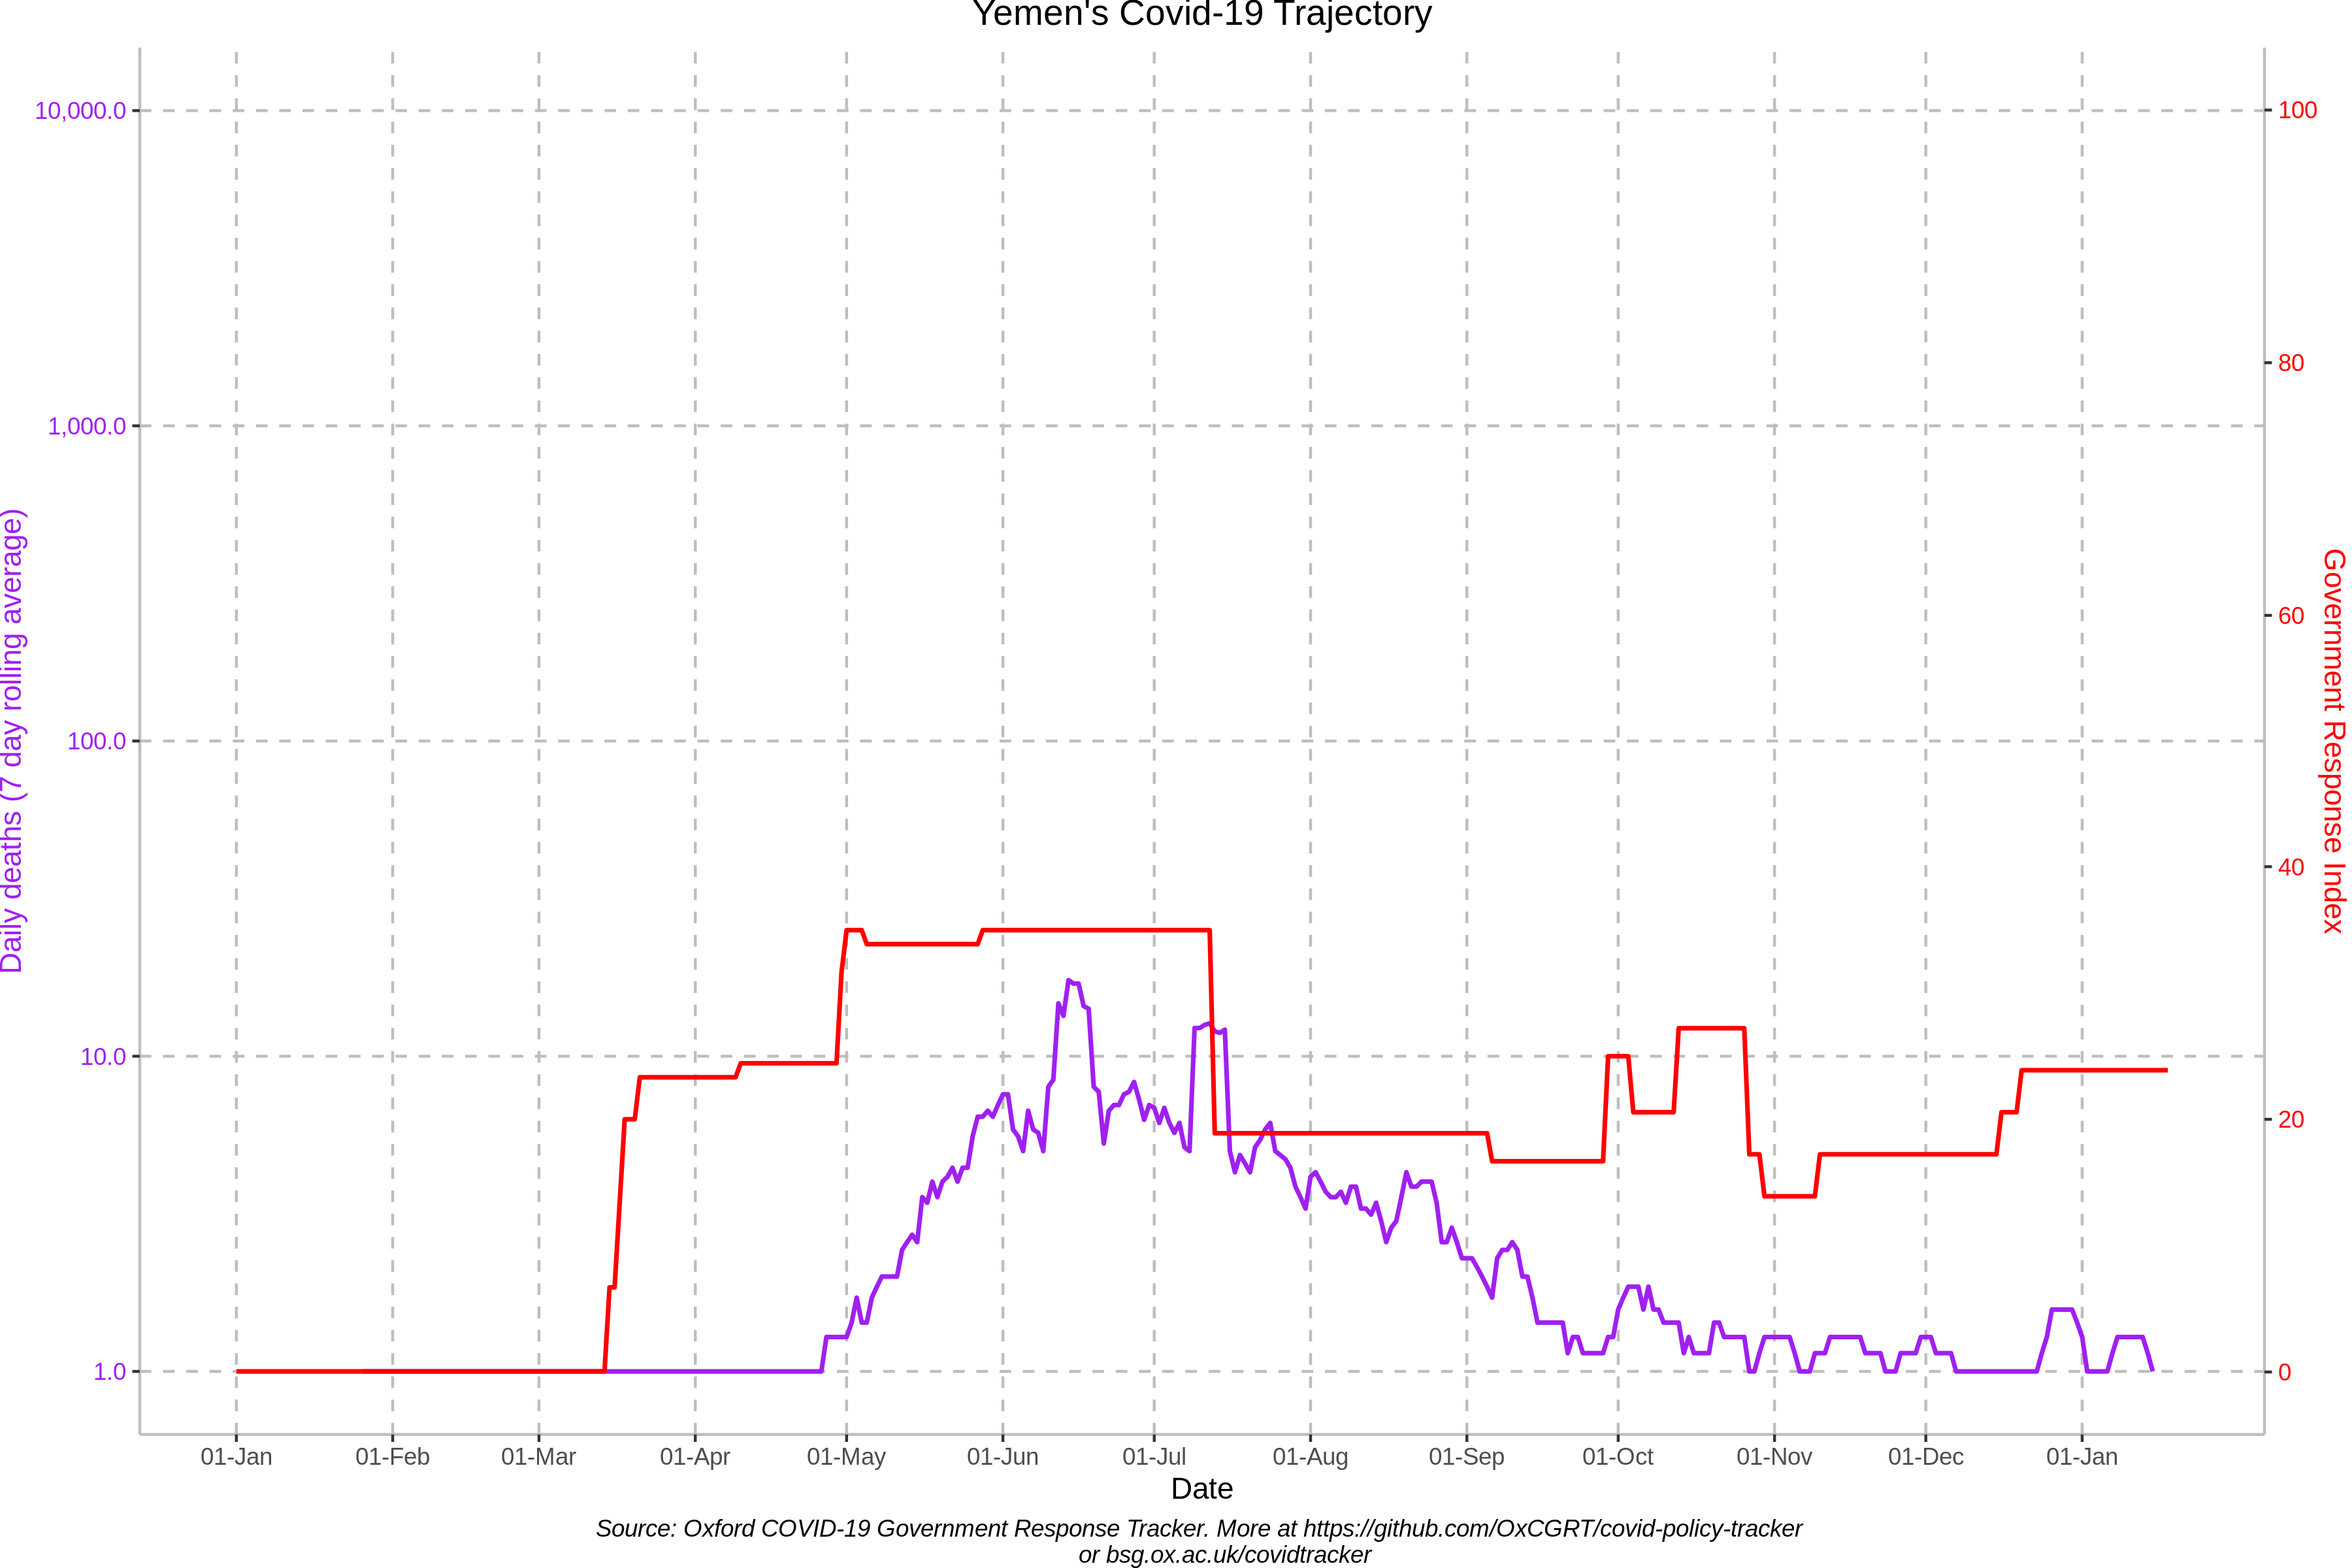 Yemen's Covid-19 Trajectory
10,000.0
1,000.0
100.0
10.0
1.0
Daily deaths (7 day rolling average)
100
80
60
40
20
0
Government Response Index
01-Jan 01-Feb 01-Mar 01-Apr 01-May 01-Jun 01-Jul 01-Aug 01-Sep 01-Oct 01-Nov 01-Dec 01-Jan
Date
Source: Oxford COVID-19 Government Response Tracker. More at https://github.com/OxCGRT/covid-policy-tracker
or bsg.ox.ac.uk/covidtracker